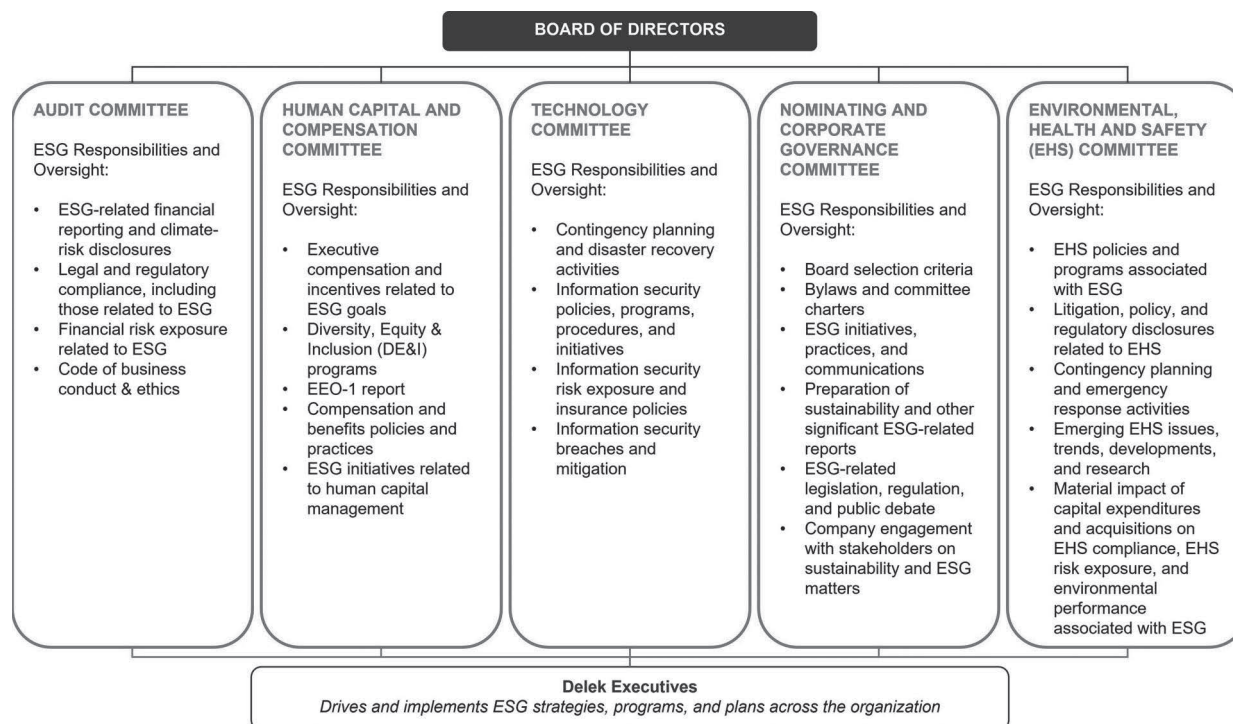 BOARD OF DIRECTORS
AUDIT COMMITTEE
ESG Responsibilities and
Oversight:
• ESG-related financial
reporting and climate-
risk disclosures
• Legal and regulatory
compliance, including
those related to ESG
• Financial risk exposure
related to ESG
• Code of business
conduct & ethics
HUMAN CAPITAL AND
COMPENSATION
COMMITTEE
ESG Responsibilities and
Oversight:
• Executive
compensation and
incentives related to
ESG goals
• Diversity, Equity &
Inclusion (DE&I)
programs
• EEO-1 report
• Compensation and
benefits policies and
practices
• ESG initiatives related
to human capital
management
TECHNOLOGY
COMMITTEE
ESG Responsibilities and
Oversight:
• Contingency planning
and disaster recovery
activities
• Information security
policies, programs,
procedures, and
initiatives
• Information security
risk exposure and
insurance policies
• Information security
breaches and
mitigation
NOMINATING AND
CORPORATE
GOVERNANCE
COMMITTEE
ESG Responsibilities and
Oversight:
• Board selection criteria
• Bylaws and committee
charters
• ESG initiatives,
practices, and
communications
• Preparation of
sustainability and other
significant ESG-related
reports
• ESG-related
legislation, regulation,
and public debate
• Company engagement
with stakeholders on
sustainability and ESG
matters
ENVIRONMENTAL,
HEALTH AND SAFETY
(EHS) COMMITTEE
ESG Responsibilities and
Oversight:
• EHS policies and
programs associated
with ESG
• Litigation, policy, and
regulatory disclosures
related to EHS
• Contingency planning
and emergency
response activities
• Emerging EHS issues,
trends, developments,
and research
• Material impact of
capital expenditures
and acquisitions on
EHS compliance, EHS
risk exposure, and
environmental
performance
associated with ESG
Delek Executives
Drives and implements ESG strategies, programs, and plans across the organization